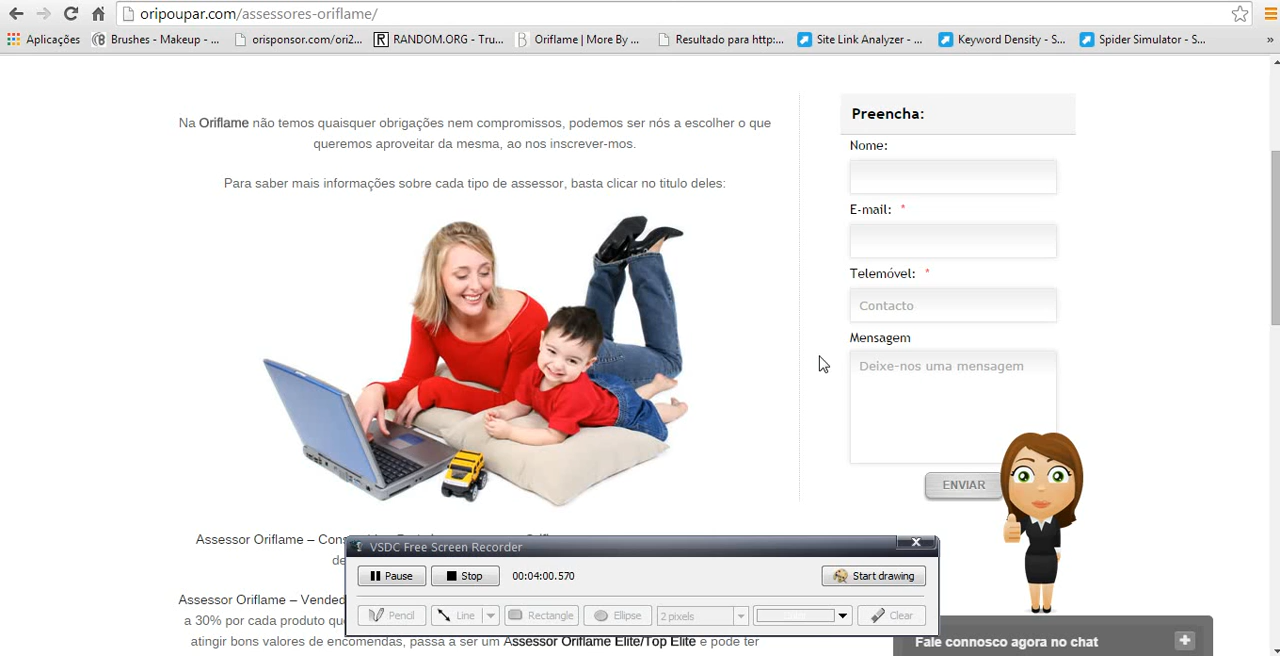 oripoupar.com/assessores-oriflame/
Aplicações
Brushes - Makeup - ...
orisponsor.com/ori2...
RANDOM.ORG - Tru...
Oriflame | More By ...
Resultado para http:...
Site Link Analyzer - ...
Keyword Density - S...
Spider Simulator - S...
»
Na Oriflame não temos quaisquer obrigações nem compromissos, podemos ser nós a escolher o que
queremos aproveitar da mesma, ao nos inscrever-mos.
Para saber mais informações sobre cada tipo de assessor, basta clicar no titulo deles:
Preencha:
Nome:
E-mail: *
Telemóvel: *
Contacto
Mensagem
Deixe-nos uma mensagem
ENVIAR
Assessor Oriflame –
de
Assessor Oriflame –
a 30% por cada produto
atingir bons valores de encomendas, passa a ser um Assessor Oriflame Elite/Top Elite e pode ter
VSDC Free Screen Recorder
Pause
Stop
00:04:00.570
Start drawing
Pencil
Line
Rectangle
Ellipse
2 pixels
Clear
Fale connosco agora no chat